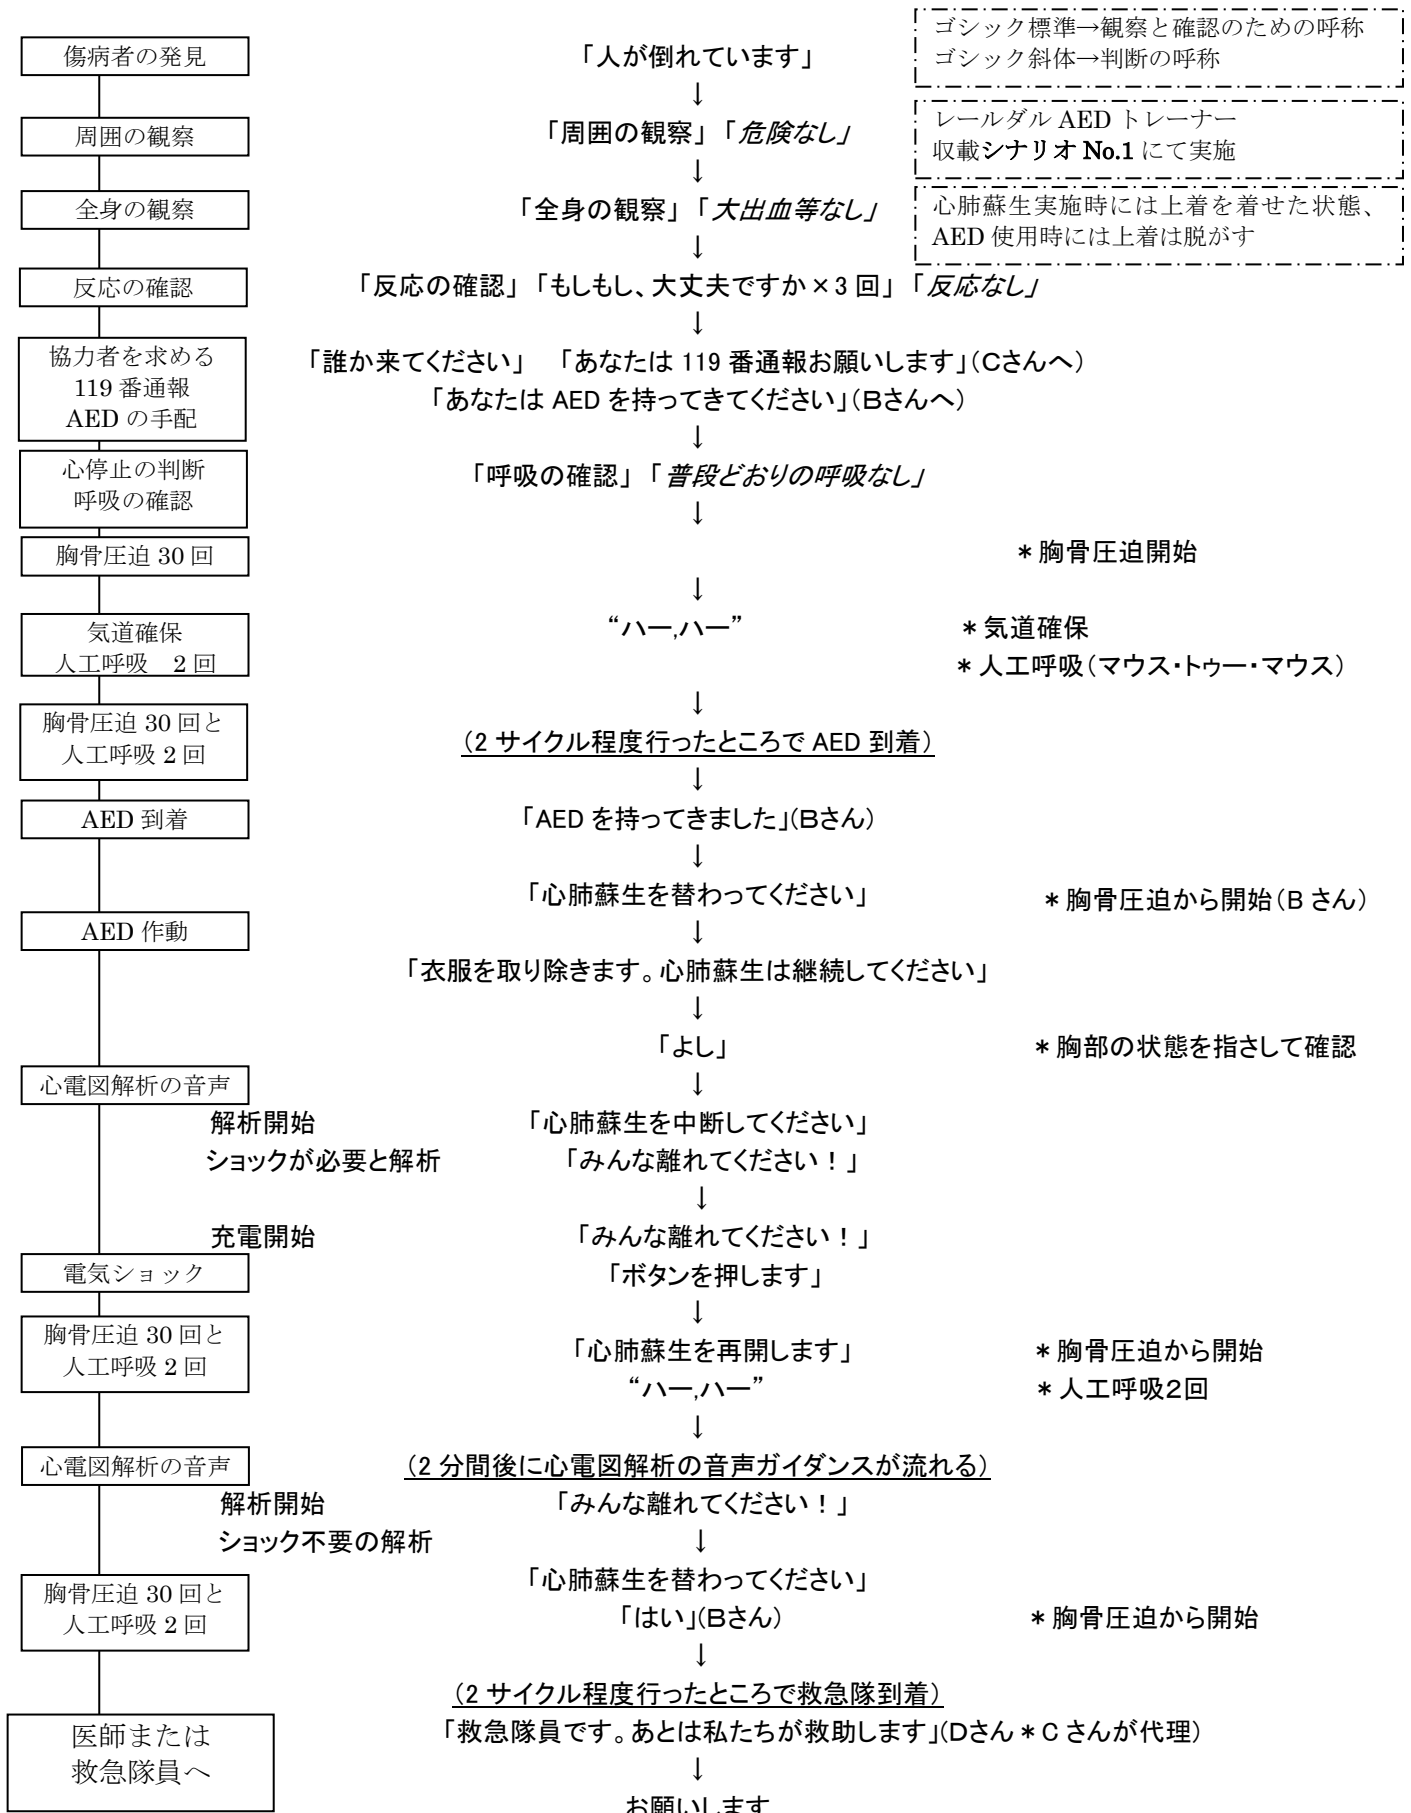 ゴシック標準→観察と確認のための呼称
ゴシック斜体→判断の呼称
傷病者の発見
「人が倒れています」
↓
レールダル AED トレーナー
収載シナリオ No.1 にて実施
周囲の観察
「周囲の観察」「危険なし」
↓
心肺蘇生実施時には上着を着せた状態、
AED 使用時には上着は脱がす
全身の観察
「全身の観察」「大出血等なし」
↓
反応の確認
「反応の確認」「もしもし、大丈夫ですか×3 回」「反応なし」
↓
協力者を求める
119 番通報
AED の手配
「誰か来てください」　「あなたは 119 番通報お願いします」(Cさんへ)
「あなたは AED を持ってきてください」(Bさんへ)
↓
心停止の判断
呼吸の確認
「呼吸の確認」「普段どおりの呼吸なし」
↓
胸骨圧迫 30 回
＊胸骨圧迫開始
↓
気道確保
人工呼吸　2 回
“ハー,ハー”
＊気道確保
＊人工呼吸(マウス・トゥー・マウス)
↓
胸骨圧迫 30 回と
人工呼吸 2 回
(2 サイクル程度行ったところで AED 到着)
↓
AED 到着
「AED を持ってきました」(Bさん)
↓
「心肺蘇生を替わってください」
＊胸骨圧迫から開始(B さん)
AED 作動
↓
「衣服を取り除きます。心肺蘇生は継続してください」
↓
「よし」
＊胸部の状態を指さして確認
↓
心電図解析の音声
解析開始
「心肺蘇生を中断してください」
ショックが必要と解析
「みんな離れてください！」
↓
充電開始
「みんな離れてください！」
電気ショック
「ボタンを押します」
↓
胸骨圧迫 30 回と
人工呼吸 2 回
「心肺蘇生を再開します」
＊胸骨圧迫から開始
“ハー,ハー”
＊人工呼吸2回
↓
心電図解析の音声
(2 分間後に心電図解析の音声ガイダンスが流れる)
解析開始
「みんな離れてください！」
ショック不要の解析
↓
胸骨圧迫 30 回と
人工呼吸 2 回
「心肺蘇生を替わってください」
「はい」(Bさん)
＊胸骨圧迫から開始
↓
(2 サイクル程度行ったところで救急隊到着)
医師または
救急隊員へ
「救急隊員です。あとは私たちが救助します」(Dさん＊C さんが代理)
↓
お願いします